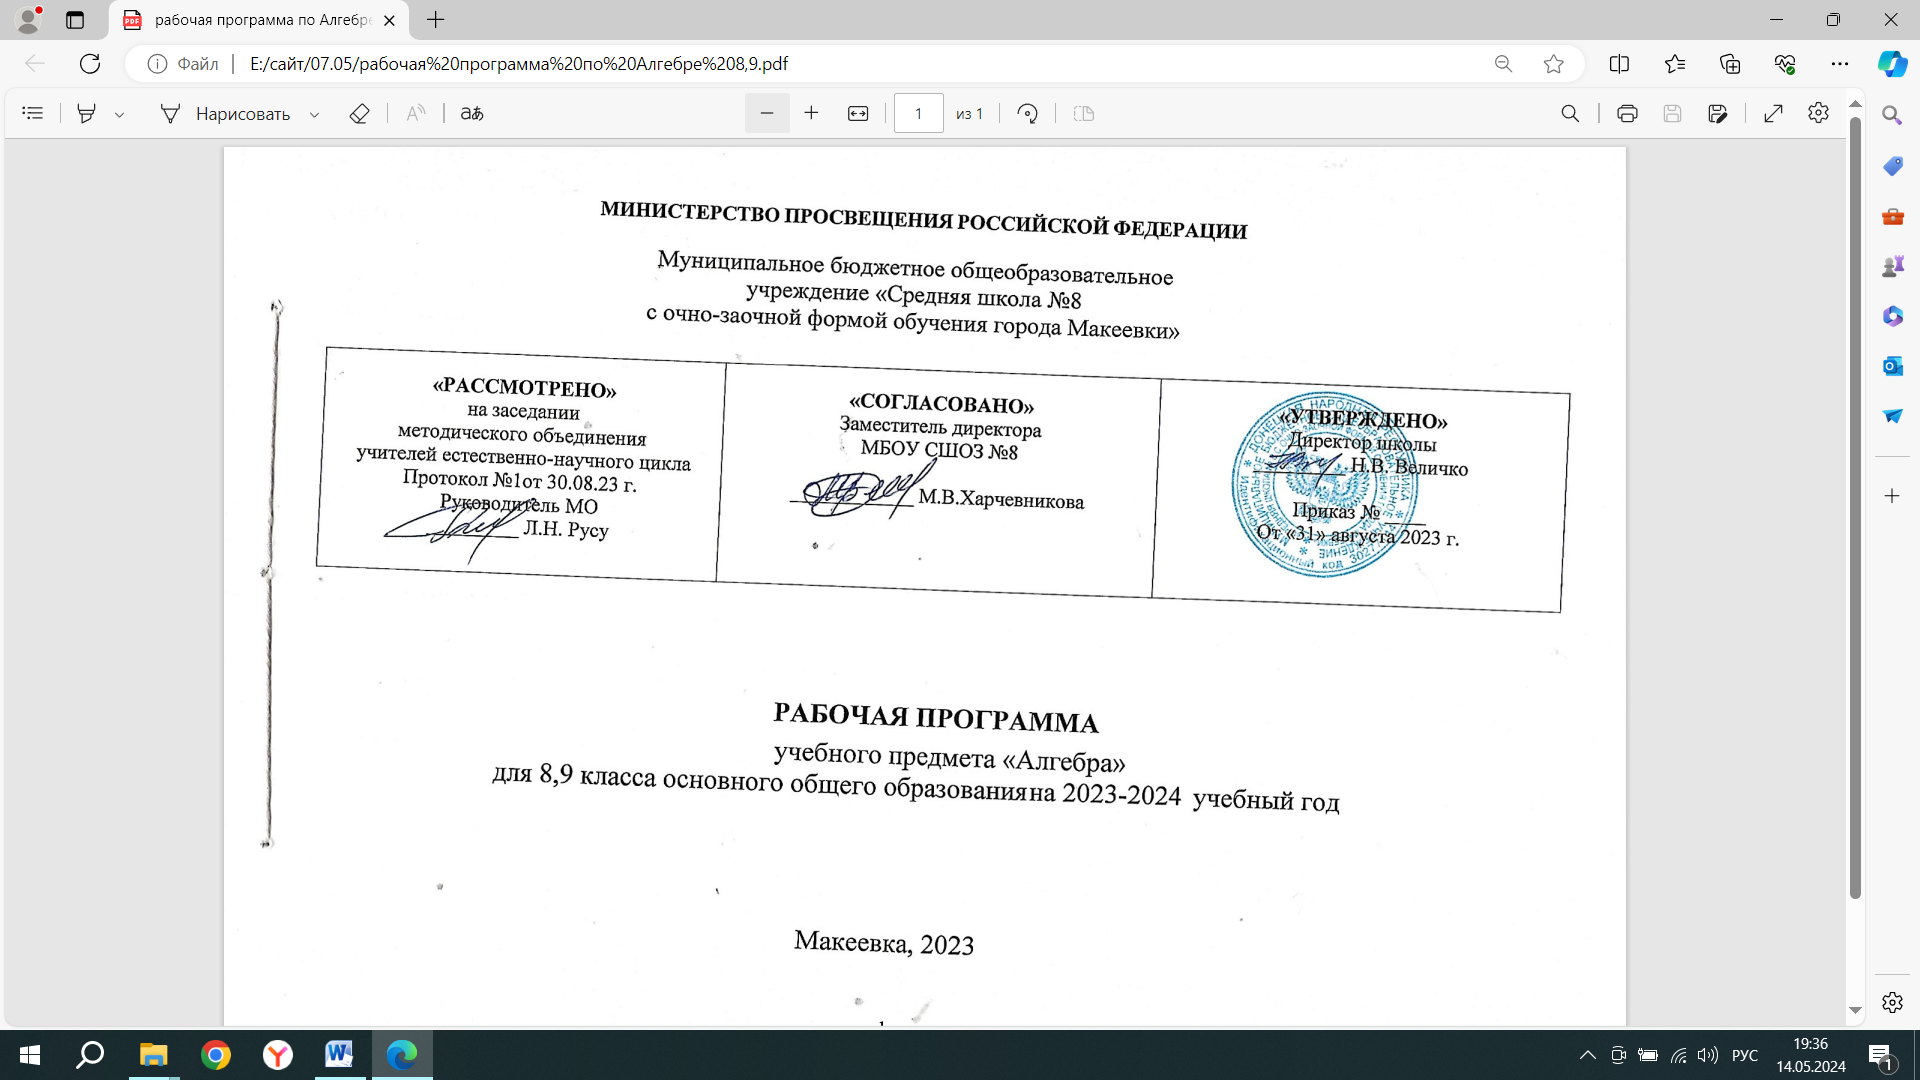 рабочая программа по Алгебре
Файл
E:/сайт/07.05/рабочая%20программа%20по%20Алгебре%208,9.pdf
Нарисовать
1
из 1
МИНИСТЕРСТВО ПРОСВЕЩЕНИЯ РОССИЙСКОЙ ФЕДЕРАЦИИ
Муниципальное бюджетное общеобразовательное
учреждение «Средняя школа №8
с очно-заочной формой обучения города Макеевки»
«РАССМОТРЕНО»
на заседании
методического объединения
учителей естественно-научного цикла
Протокол №1от 30.08.23 г.
Руководитель МО
____________ Л.Н. Русу
«СОГЛАСОВАНО»
Заместитель директора
МБОУ СШОЗ №8
____________ М.В.Харчевникова
«УТВЕРЖДЕНО»
Директор школы
_________ Н.В. Величко
Приказ № ____
От «31» августа 2023 г.
РАБОЧАЯ ПРОГРАММА
учебного предмета «Алгебра»
для 8,9 класса основного общего образования на 2023-2024 учебный год
Макеевка, 2023
РУС
19:36
14.05.2024
1